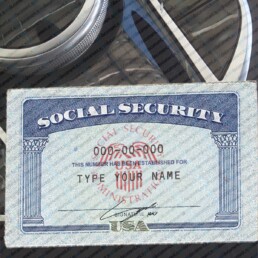 SOCIAL SECURITY
000-00-000
THIS NUMBER HAS BEEN ESTABLISHED FOR
TYPE YOUR NAME
SIGNATURE
USA